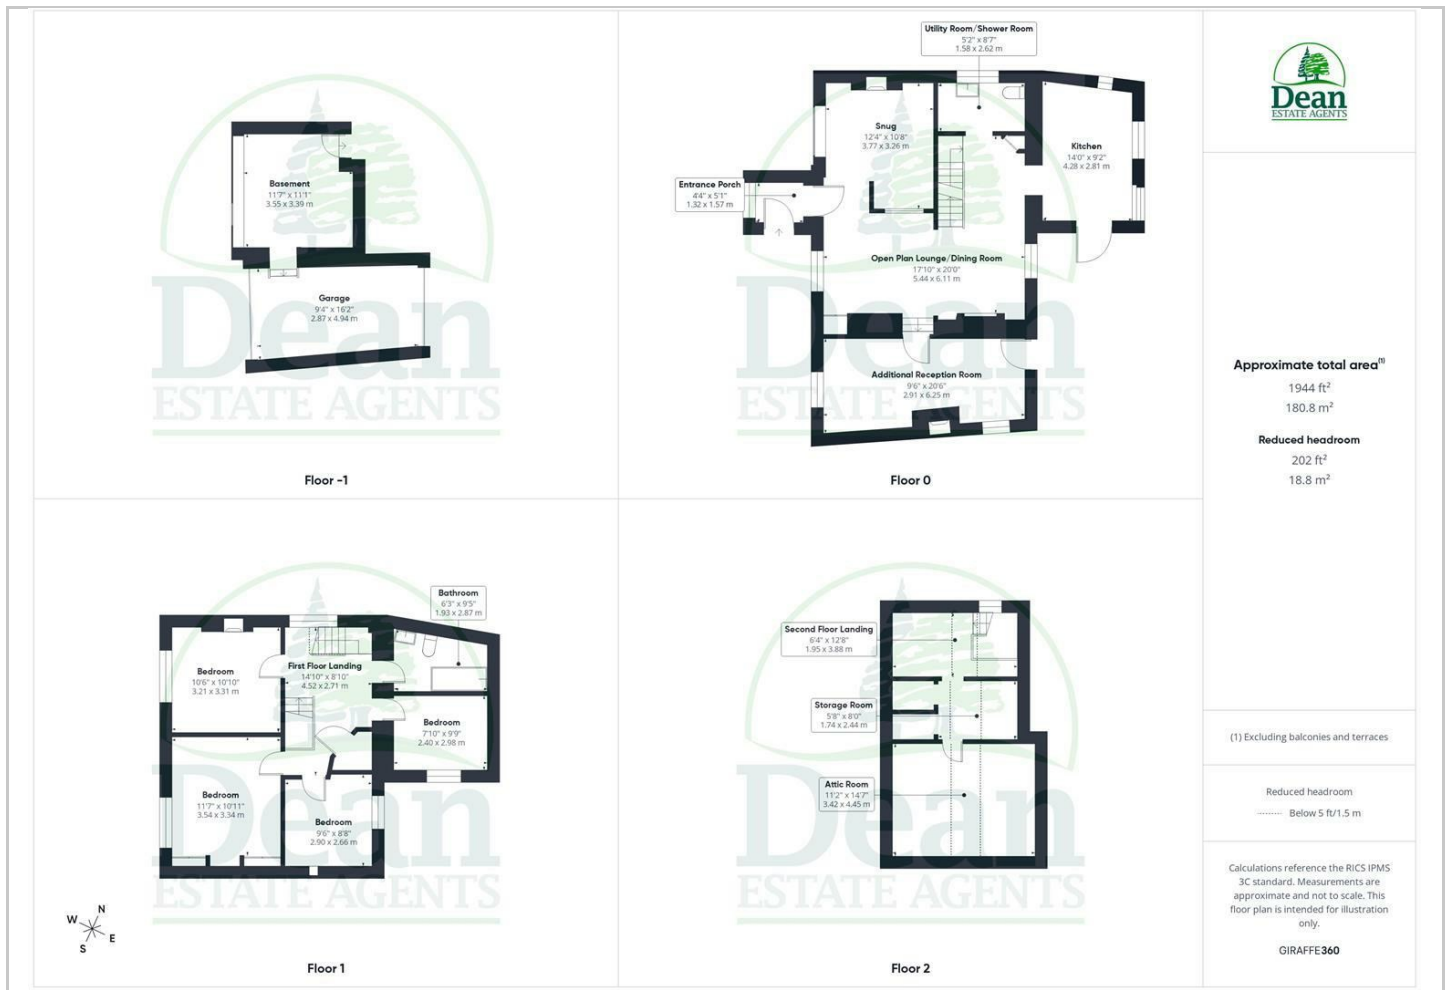 Basement
11'7" x 11'1"
3.55 x 3.39 m
Garage
9'4" x 16'2"
2.87 x 4.94 m
Dean
ESTATE AGENTS
Floor -1
Utility Room/Shower Room
5'2" x 8'7"
1.58 x 2.62 m
Snug
12'4" x 10'8"
3.77 x 3.26 m
Kitchen
14'0" x 9'2"
4.28 x 2.81 m
Entrance Porch
4'4" x 5'1"
1.32 x 1.57 m
Open Plan Lounge/Dining Room
17'10" x 20'0"
5.44 x 6.11 m
Additional Reception Room
9'6" x 20'6"
2.91 x 6.25 m
Dean
ESTATE AGENTS
Floor 0
Bathroom
6'3" x 9'5"
1.93 x 2.87 m
Bedroom
10'6" x 10'10"
3.21 x 3.31 m
First Floor Landing
14'10" x 8'10"
4.52 x 2.71 m
Bedroom
7'10" x 9'9"
2.40 x 2.98 m
Bedroom
11'7" x 10'11"
3.54 x 3.34 m
Bedroom
9'6" x 8'8"
2.90 x 2.66 m
Dean
ESTATE AGENTS
N
W
E
S
Floor 1
Second Floor Landing
6'4" x 12'8"
1.95 x 3.88 m
Storage Room
5'8" x 8'0"
1.74 x 2.44 m
Attic Room
11'2" x 14'7"
3.42 x 4.45 m
Dean
ESTATE AGENTS
Floor 2
Dean
ESTATE AGENTS
Approximate total area(1)
1944 ft²
180.8 m²
Reduced headroom
202 ft²
18.8 m²
(1) Excluding balconies and terraces
Reduced headroom
Below 5 ft/1.5 m
Calculations reference the RICS IPMS
3C standard. Measurements are
approximate and not to scale. This
floor plan is intended for illustration
only.
GIRAFFE360